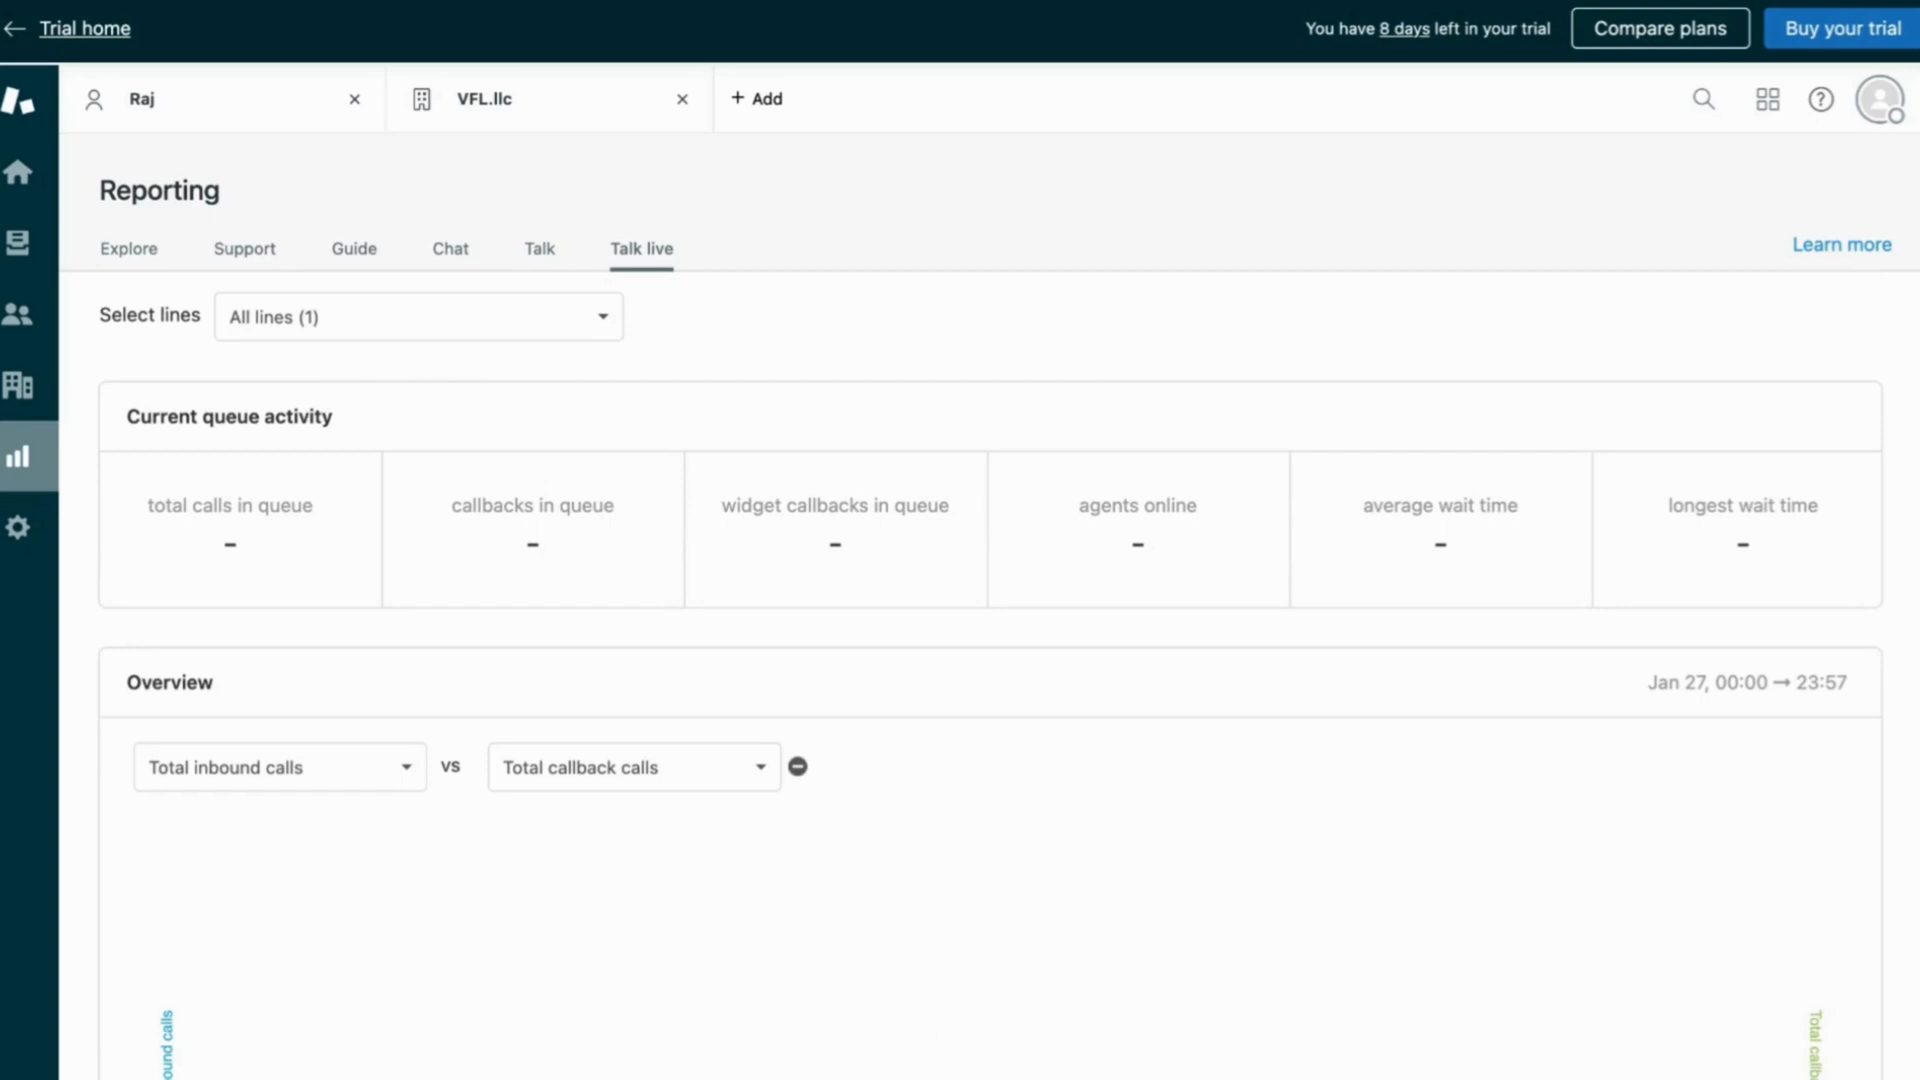 Trial home
You have 8 days left in your trial
Compare plans
Buy your trial
Raj
VFL.llc
+ Add
Reporting
Explore
Support
Guide
Chat
Talk
Talk live
Learn more
Select lines
All lines (1)
Current queue activity
total calls in queue
callbacks in queue
widget callbacks in queue
agents online
average wait time
longest wait time
–
–
–
–
–
–
Overview
Jan 27, 00:00 → 23:57
Total inbound calls
vs
Total callback calls
calls
Total